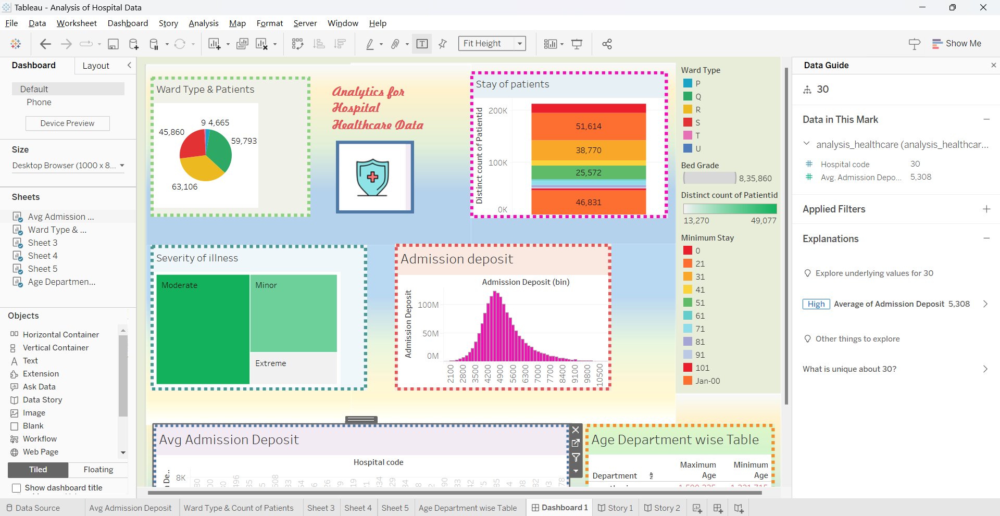 Tableau - Analysis of Hospital Data
File Data Worksheet Dashboard Story Analysis Map Format Server Window Help
Fit Height
Show Me
Dashboard
Layout
Default
Phone
Device Preview
Size
Desktop Browser (1000 x 8...
Sheets
Avg Admission ...
Ward Type & ...
Sheet 3
Sheet 4
Sheet 5
Age Departmen...
Objects
Horizontal Container
Vertical Container
Text
Extension
Ask Data
Data Story
Image
Blank
Workflow
Web Page
Tiled
Floating
Show dashboard title
Ward Type & Patients
9 4,665
45,860
59,793
63,106
Analytics for
Hospital
Healthcare Data
Stay of patients
Distinct count of Patientid
200K
100K
0K
51,614
38,770
25,572
46,831
Severity of illness
Moderate
Minor
Extreme
Admission deposit
Admission Deposit (bin)
Admission Deposit
100M
50M
0M
2100 2800 3500 4200 4900 5600 6300 7000 7700 8400 9100 9800 10500
Avg Admission Deposit
Hospital code
8K
Age Department wise Table
Maximum Minimum
Department Age Age
Ward Type
P
Q
R
S
T
U
Bed Grade
8,35,860
Distinct count of Patientid
13,270 49,077
Minimum Stay
0
21
31
41
51
61
71
81
91
101
Jan-00
Data Guide
30
Data in This Mark
analysis_healthcare (analysis_healthcar...
Hospital code 30
Avg. Admission Depo... 5,308
Applied Filters
Explanations
Explore underlying values for 30
High Average of Admission Deposit 5,308
Other things to explore
What is unique about 30?
Data Source Avg Admission Deposit Ward Type & Count of Patients Sheet 3 Sheet 4 Sheet 5 Age Department wise Table Dashboard 1 Story 1 Story 2